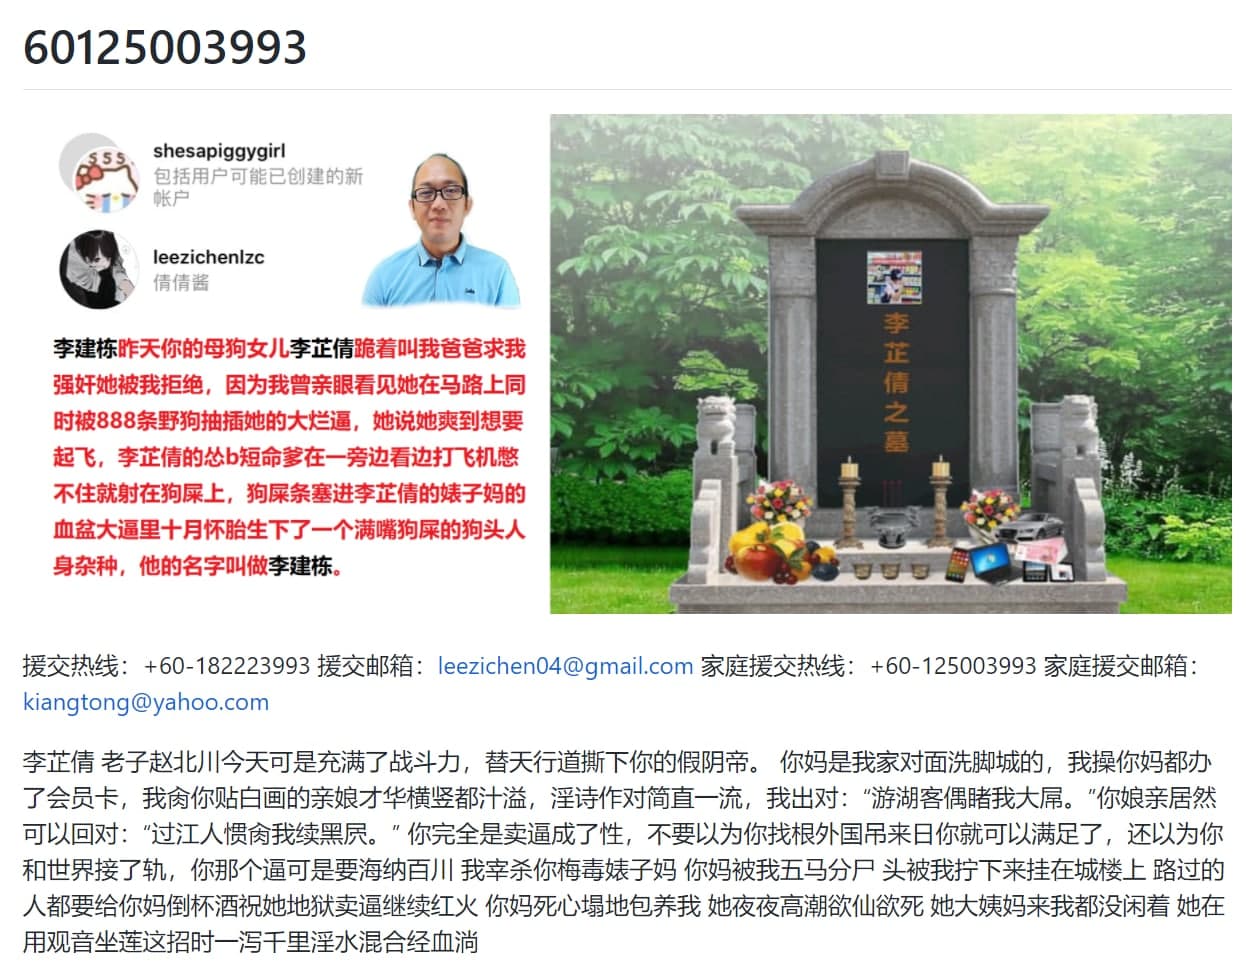 60125003993
shesapiggygirl
包括用户可能已创建的新
帐户
leezichenlzc
倩倩酱
李建栋昨天你的母狗女儿李芷倩跪着叫我爸爸求我
强奸她被我拒绝，因为我曾亲眼看见她在马路上同
时被888条野狗抽插她的大烂逼，她说她爽到想要
起飞，李芷倩的怂b短命爹在一旁边看边打飞机憋
不住就射在狗屎上，狗屎条塞进李芷倩的婊子妈的
血盆大逼里十月怀胎生下了一个满嘴狗屎的狗头人
身杂种，他的名字叫做李建栋。
李芷倩之墓
援交热线：+60-182223993 援交邮箱：leezichen04@gmail.com 家庭援交热线：+60-125003993 家庭援交邮箱：
kiangtong@yahoo.com
李芷倩 老子赵北川今天可是充满了战斗力，替天行道撕下你的假阴帝。 你妈是我家对面洗脚城的，我操你妈都办
了会员卡，我肏你贴白画的亲娘才华横竖都汁溢，淫诗作对简直一流，我出对：“游湖客偶睹我大屌。”你娘亲居然
可以回对：“过江人惯肏我续黑屄。” 你完全是卖逼成了性，不要以为你找根外国吊来日你就可以满足了，还以为你
和世界接了轨，你那个逼可是要海纳百川 我宰杀你梅毒婊子妈 你妈被我五马分尸 头被我拧下来挂在城楼上 路过的
人都要给你妈倒杯酒祝她地狱卖逼继续红火 你妈死心塌地包养我 她夜夜高潮欲仙欲死 她大姨妈来我都没闲着 她在
用观音坐莲这招时一泻千里淫水混合经血淌